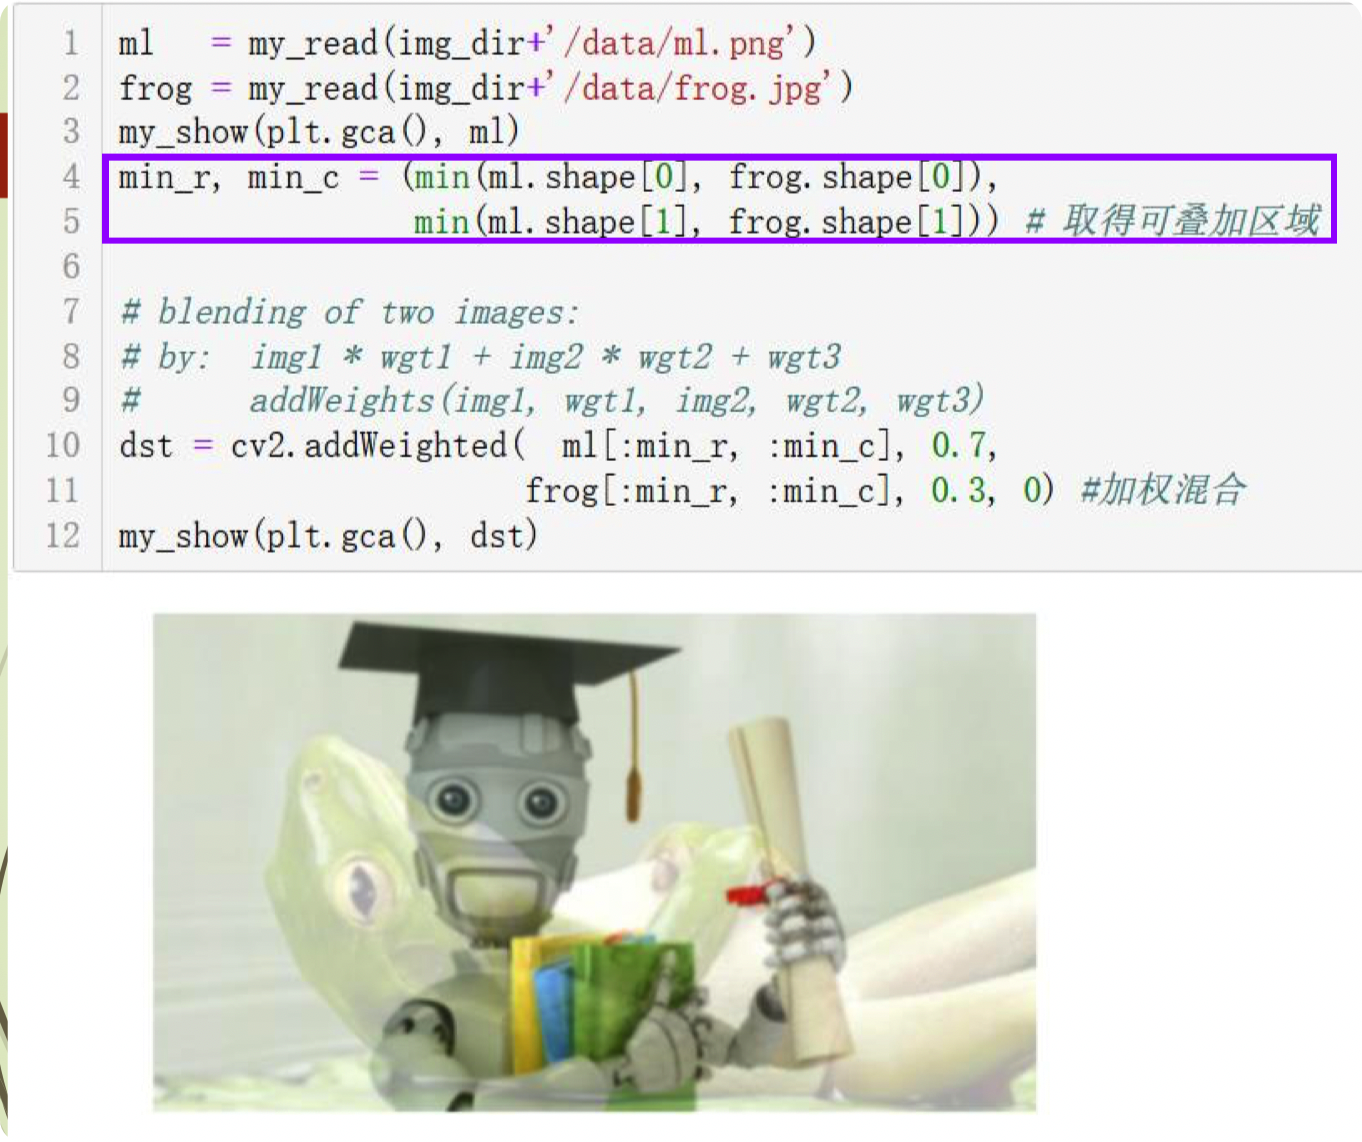 1 ml   = my_read(img_dir+'/data/ml.png')
2 frog = my_read(img_dir+'/data/frog.jpg')
3 my_show(plt.gca(), ml)
4 min_r, min_c = (min(ml.shape[0], frog.shape[0]),
5                 min(ml.shape[1], frog.shape[1])) # 取得可叠加区域
6
7 # blending of two images:
8 # by:  img1 * wgt1 + img2 * wgt2 + wgt3
9 #      addWeights(img1, wgt1, img2, wgt2, wgt3)
10 dst = cv2.addWeighted(  ml[:min_r, :min_c], 0.7,
11                       frog[:min_r, :min_c], 0.3, 0) #加权混合
12 my_show(plt.gca(), dst)